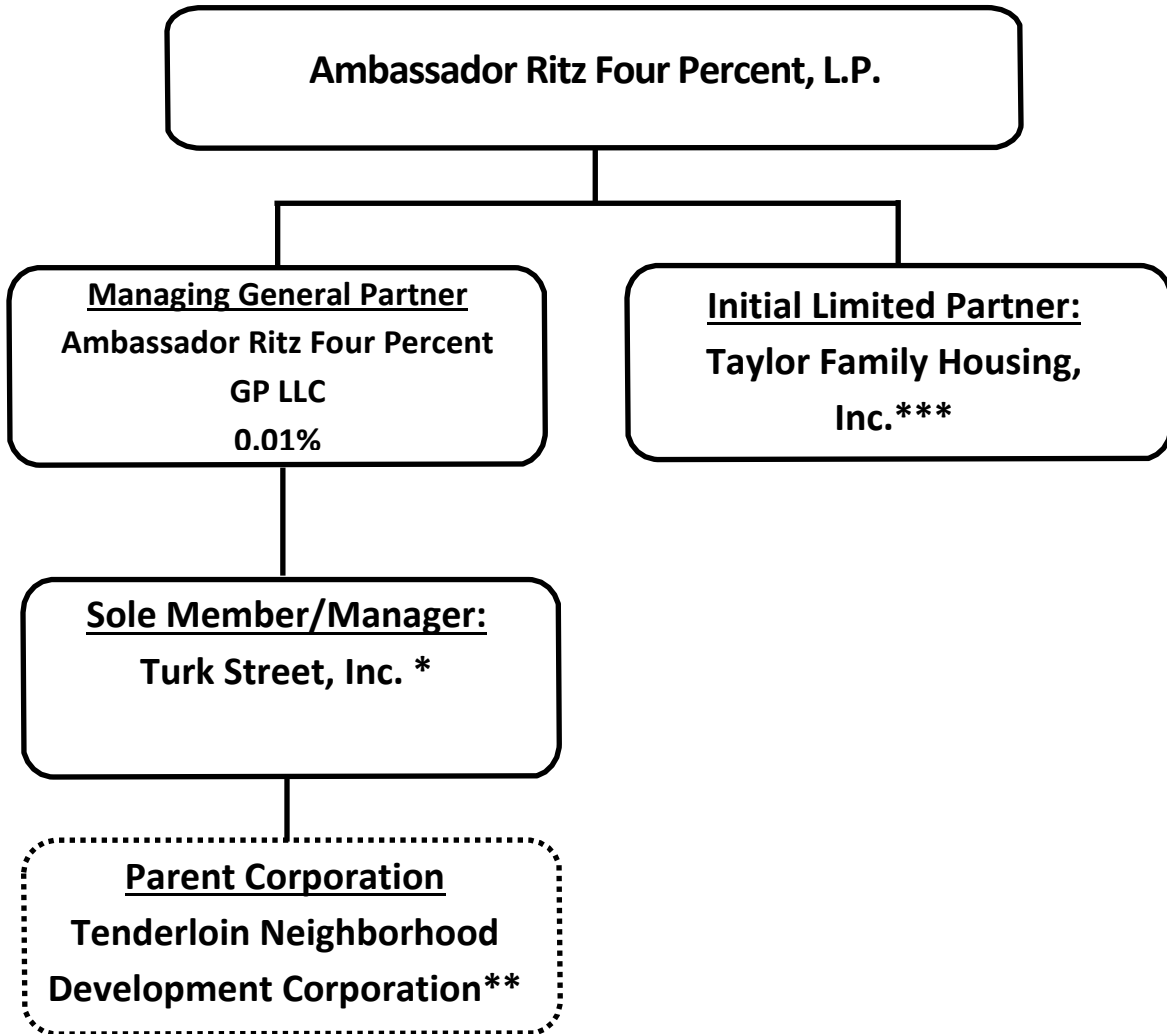 Ambassador Ritz Four Percent, L.P.
Managing General Partner
Ambassador Ritz Four Percent
GP LLC
0.01%
Initial Limited Partner:
Taylor Family Housing,
Inc.***
Sole Member/Manager:
Turk Street, Inc. *
Parent Corporation
Tenderloin Neighborhood
Development Corporation**